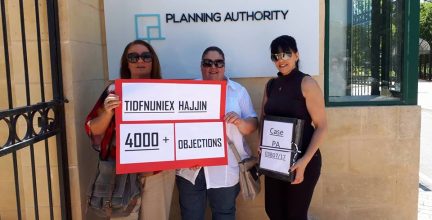 PLANNING AUTHORITY
TIDFNUNIEX HAJJIN
4000 +
OBJECTIONS
Case
PA